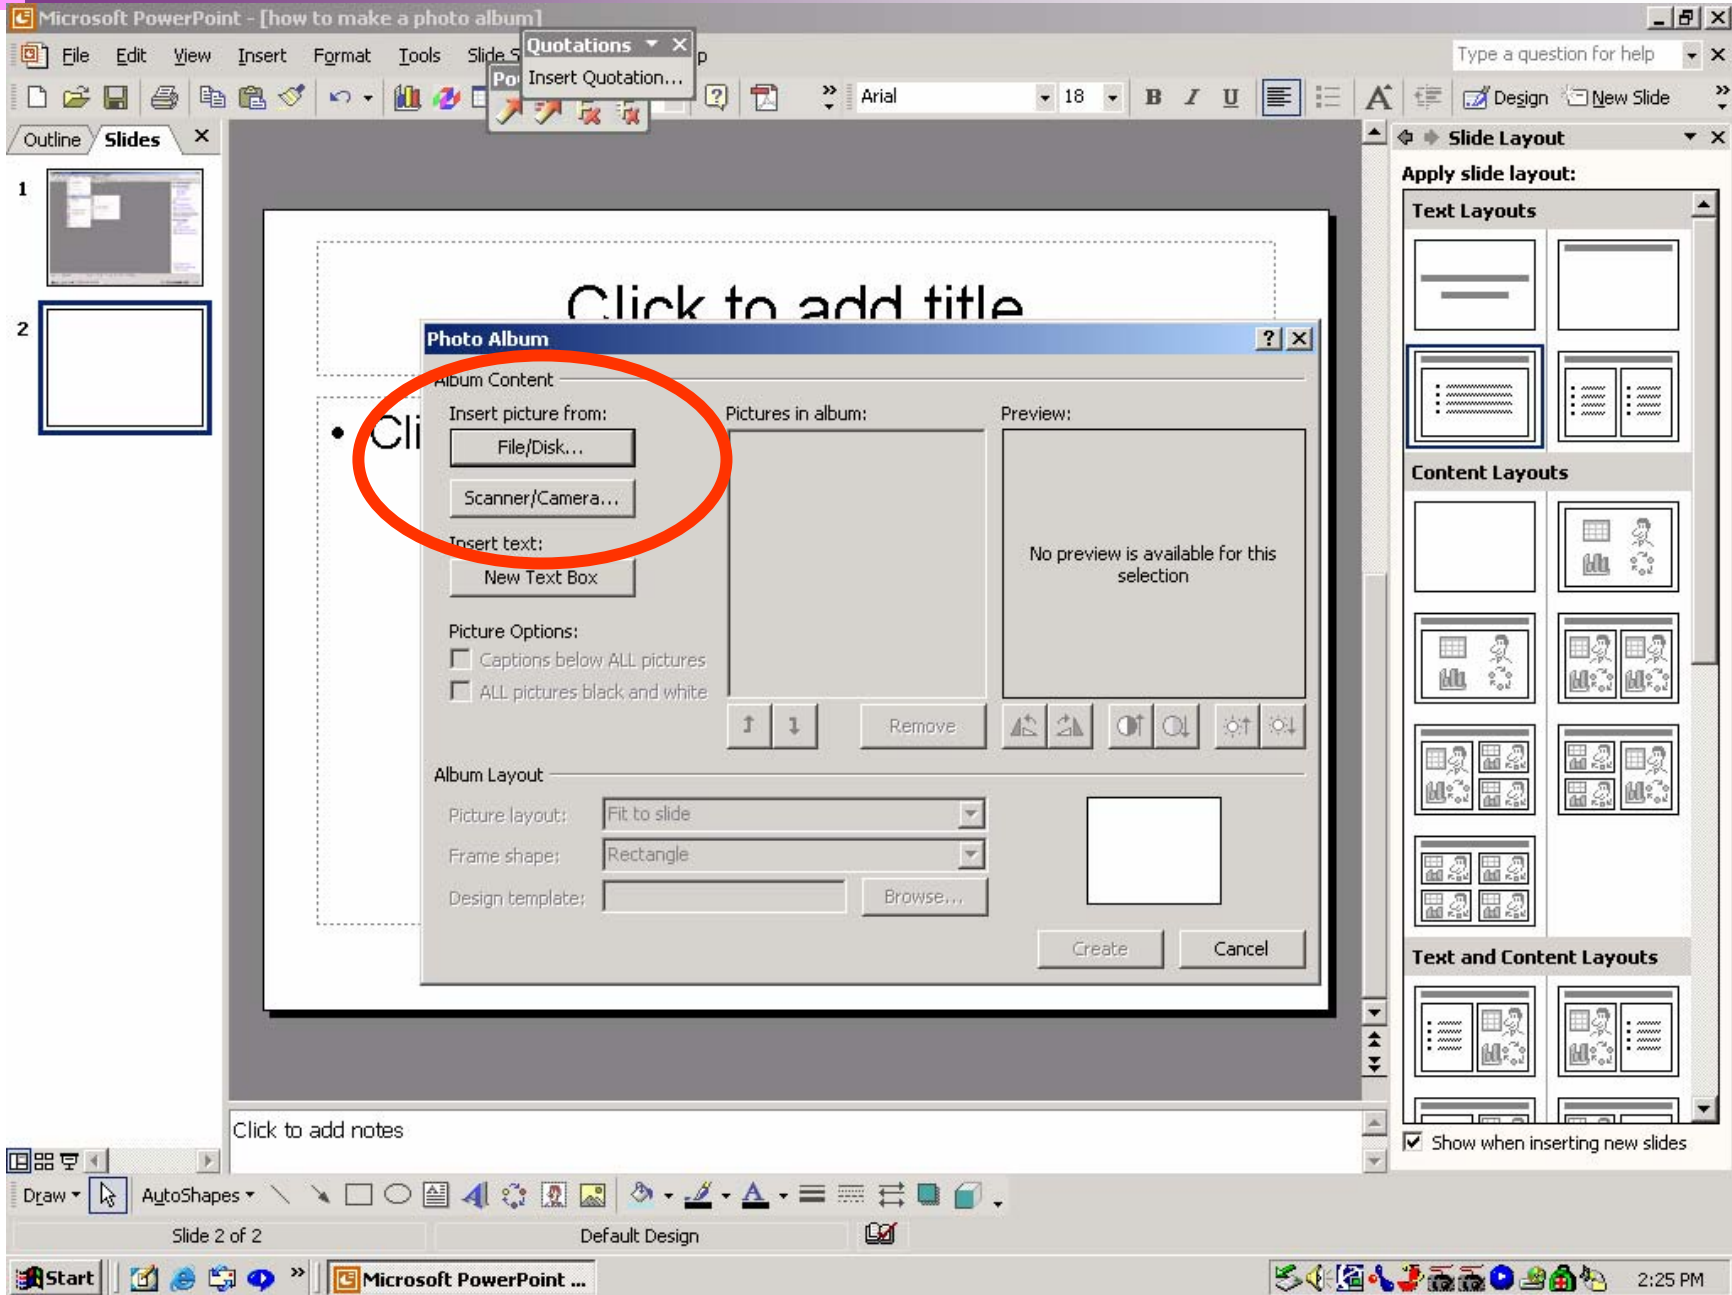 Microsoft PowerPoint - [how to make a photo album]
File Edit View Insert Format Tools Slide S p
Type a question for help
Quotations
Insert Quotation...
Po
Arial 18 B I U
Design New Slide
Outline Slides
Slide Layout
Apply slide layout:
Text Layouts
1
2
Click to add title
Cli
Photo Album
Album Content
Insert picture from:
File/Disk...
Scanner/Camera...
Insert text:
New Text Box
Picture Options:
Captions below ALL pictures
ALL pictures black and white
Pictures in album:
Remove
Preview:
No preview is available for this
selection
Album Layout
Picture layout: Fit to slide
Frame shape: Rectangle
Design template: Browse...
Create Cancel
Content Layouts
Text and Content Layouts
Show when inserting new slides
Click to add notes
Draw AutoShapes
Slide 2 of 2 Default Design
Start Microsoft PowerPoint ... 2:25 PM